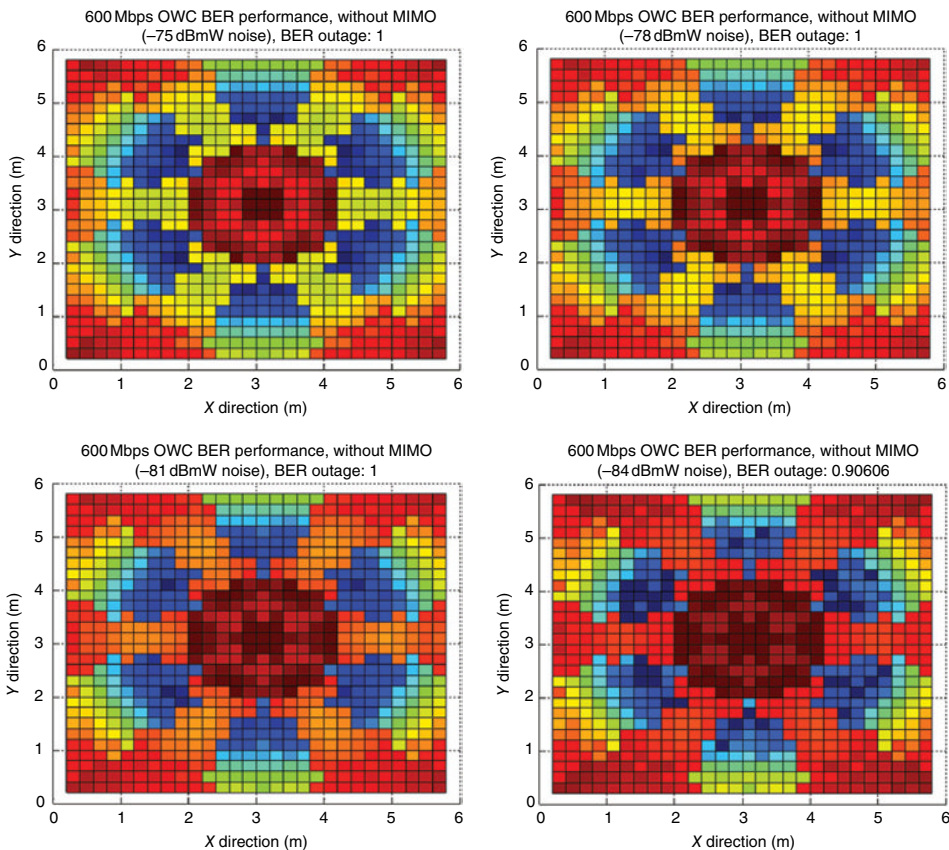 600 Mbps OWC BER performance, without MIMO
(−75 dBmW noise), BER outage: 1
6
5
4
3
2
1
0
Y direction (m)
0 1 2 3 4 5 6
X direction (m)
600 Mbps OWC BER performance, without MIMO
(−78 dBmW noise), BER outage: 1
6
5
4
3
2
1
0
Y direction (m)
0 1 2 3 4 5 6
X direction (m)
600 Mbps OWC BER performance, without MIMO
(−81 dBmW noise), BER outage: 1
6
5
4
3
2
1
0
Y direction (m)
0 1 2 3 4 5 6
X direction (m)
600 Mbps OWC BER performance, without MIMO
(−84 dBmW noise), BER outage: 0.90606
6
5
4
3
2
1
0
Y direction (m)
0 1 2 3 4 5 6
X direction (m)